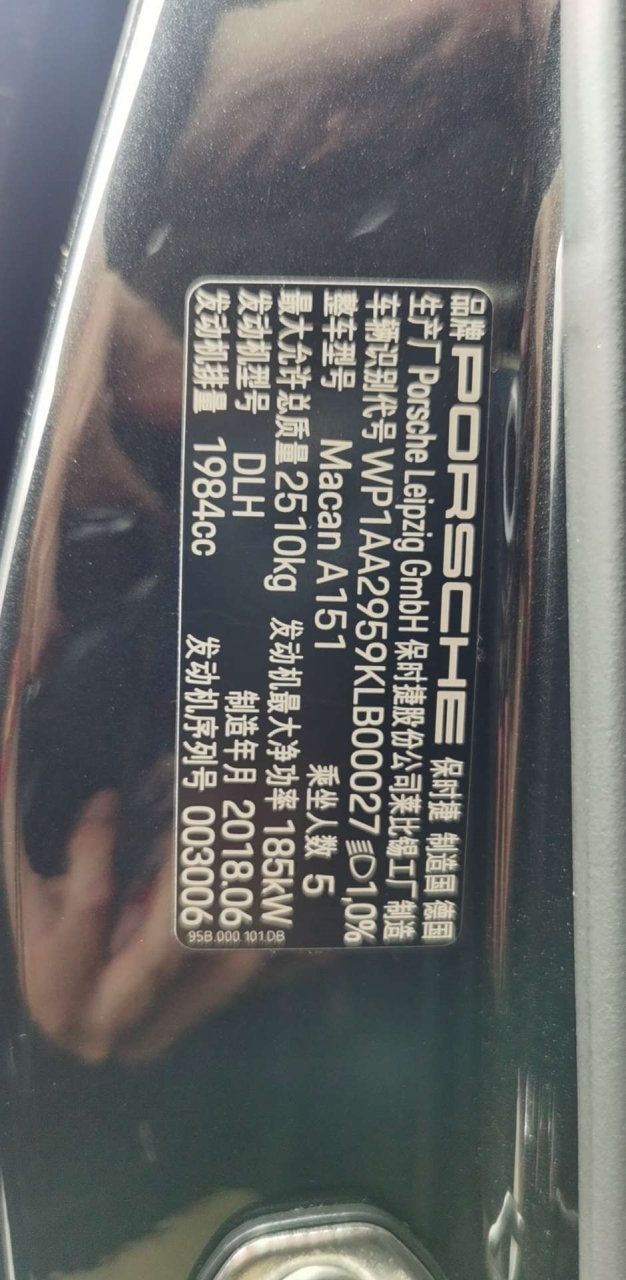 品牌 PORSCHE 保时捷 制造国 德国
生产厂 Porsche Leipzig GmbH 保时捷股份公司莱比锡工厂 制造
车辆识别代号 WP1AA2959KLB00027 1,0%
整车型号 Macan A151 乘坐人数 5
最大允许总质量 2510kg 发动机最大净功率 185kW
发动机型号 DLH 制造年月 2018.06
发动机排量 1984cc 发动机序列号 003006
95B.000.101.DB